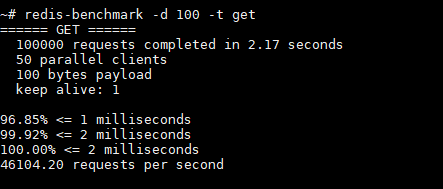 ~# redis-benchmark -d 100 -t get
====== GET ======
  100000 requests completed in 2.17 seconds
  50 parallel clients
  100 bytes payload
  keep alive: 1

96.85% <= 1 milliseconds
99.92% <= 2 milliseconds
100.00% <= 2 milliseconds
46104.20 requests per second